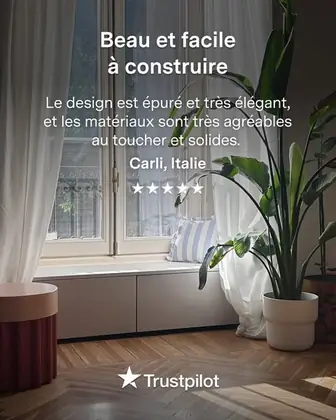 Beau et facile
à construire
Le design est épuré et très élégant,
et les matériaux sont très agréables
au toucher et solides.
Carli, Italie
★★★★★
★ Trustpilot